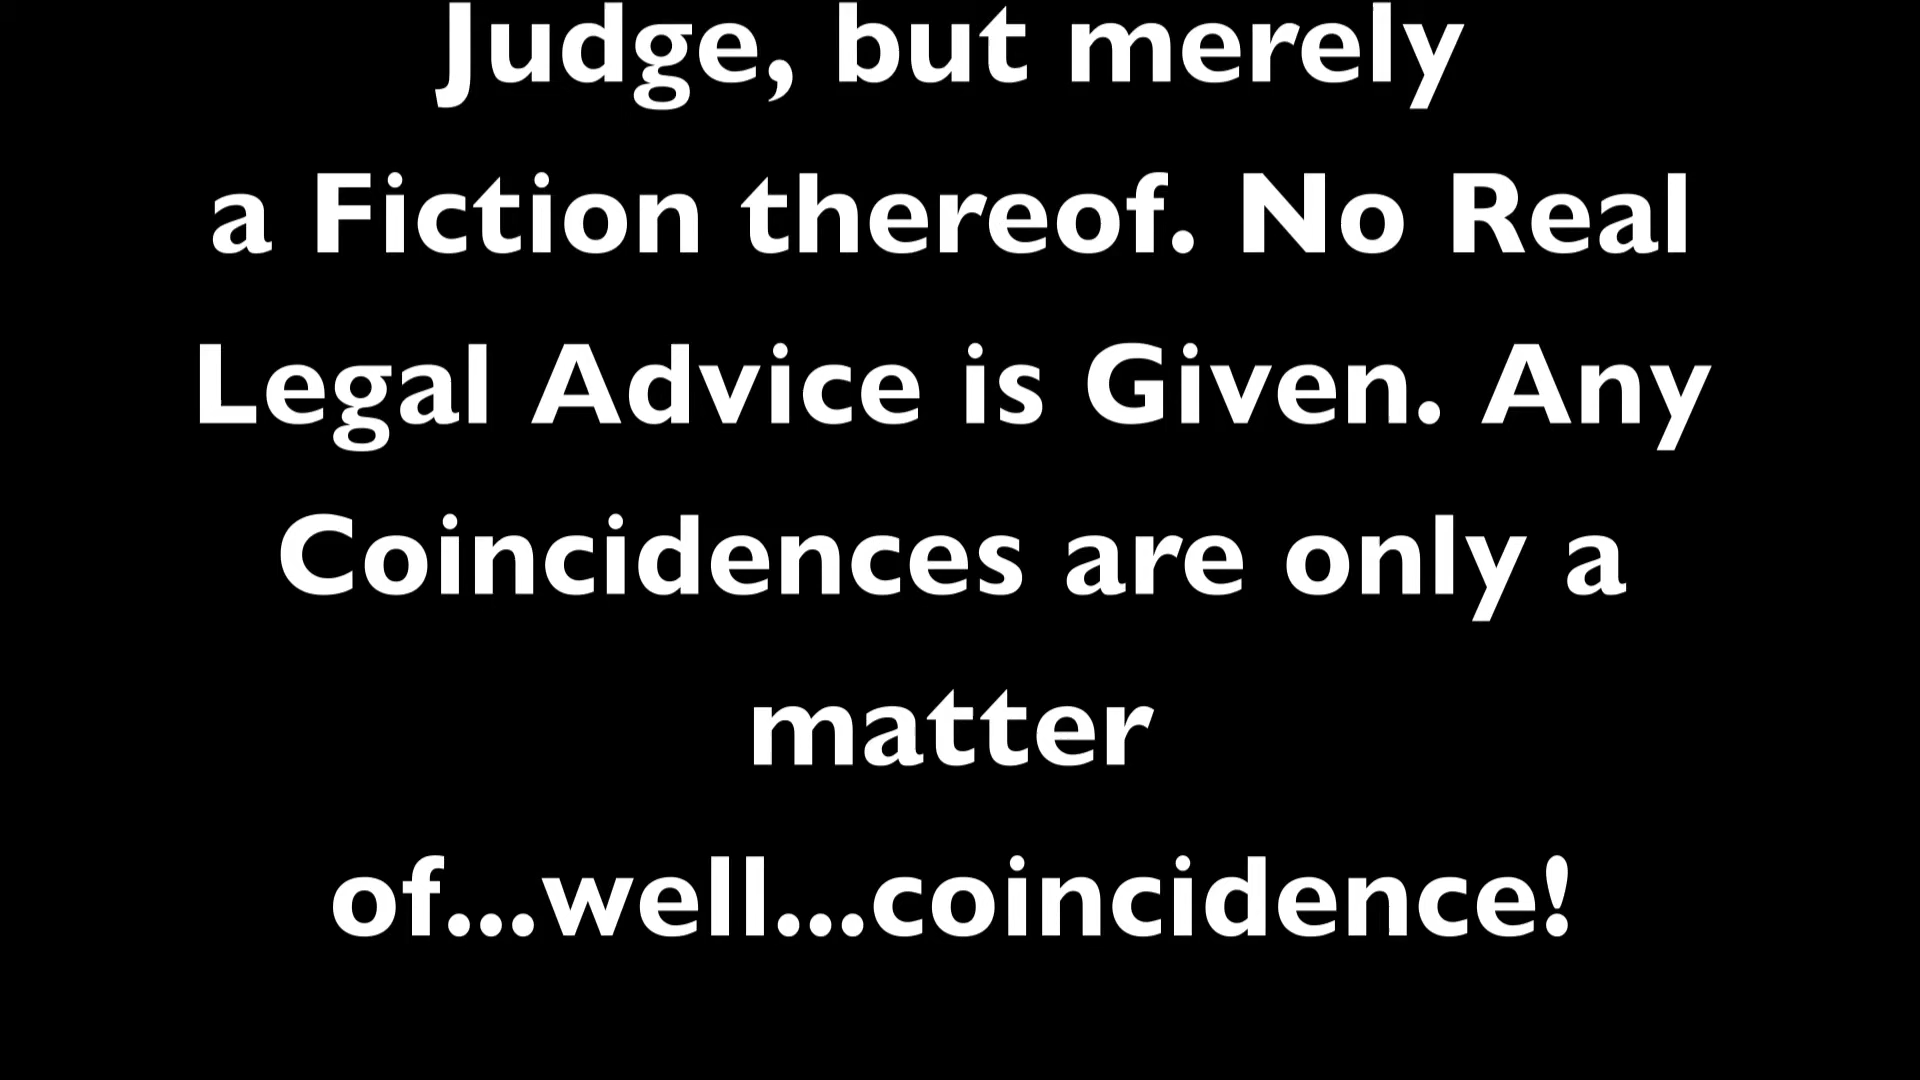 Judge, but merely
a Fiction thereof. No Real
Legal Advice is Given. Any
Coincidences are only a
matter
of...well...coincidence!